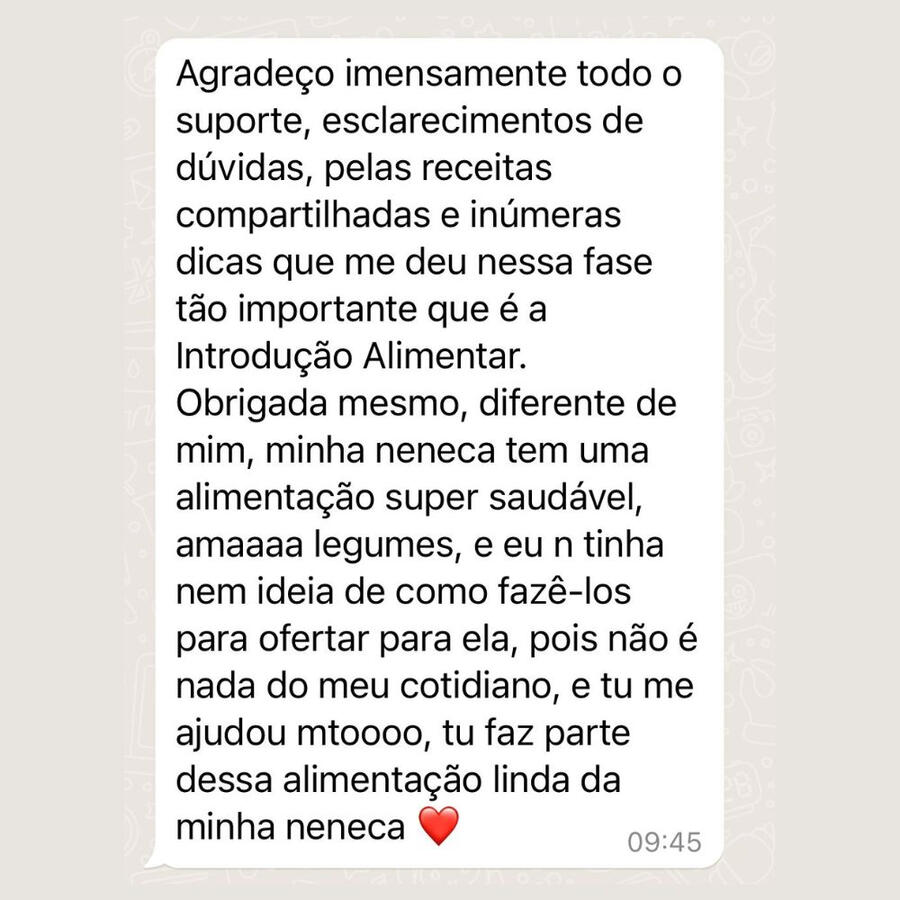 Agradeço imensamente todo o
suporte, esclarecimentos de
dúvidas, pelas receitas
compartilhadas e inúmeras
dicas que me deu nessa fase
tão importante que é a
Introdução Alimentar.
Obrigada mesmo, diferente de
mim, minha neneca tem uma
alimentação super saudável,
amaaaa legumes, e eu n tinha
nem ideia de como fazê-los
para ofertar para ela, pois não é
nada do meu cotidiano, e tu me
ajudou mtoooo, tu faz parte
dessa alimentação linda da
minha neneca ❤️
09:45